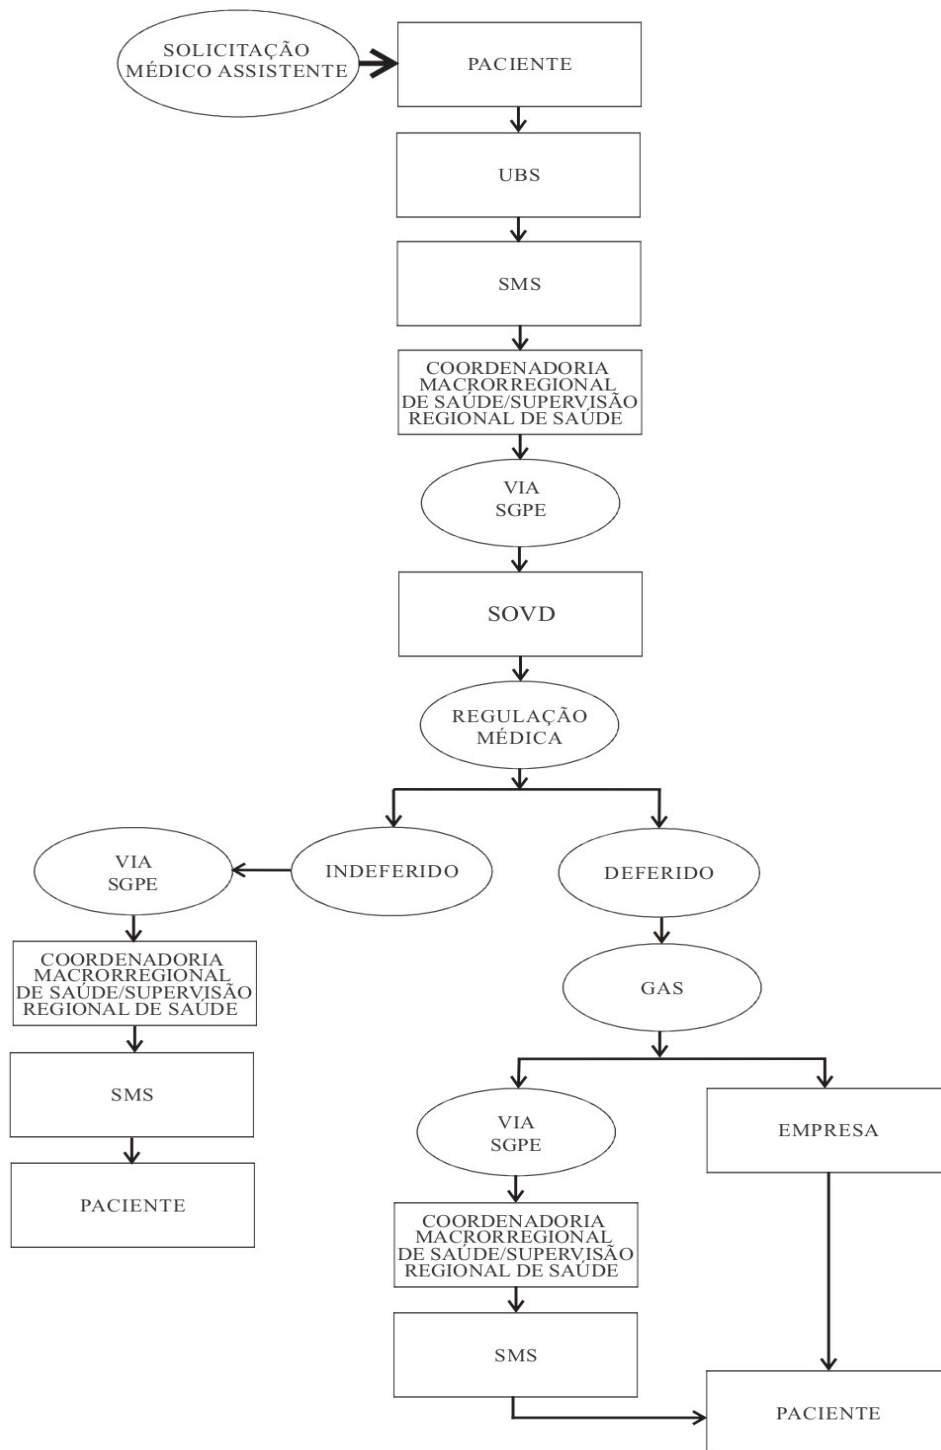 SOLICITAÇÃO
MÉDICO ASSISTENTE
PACIENTE
UBS
SMS
COORDENADORIA
MACRORREGIONAL
DE SAÚDE/SUPERVISÃO
REGIONAL DE SAÚDE
VIA
SGPE
SOVD
REGULAÇÃO
MÉDICA
INDEFERIDO
VIA
SGPE
COORDENADORIA
MACRORREGIONAL
DE SAÚDE/SUPERVISÃO
REGIONAL DE SAÚDE
SMS
PACIENTE
DEFERIDO
GAS
VIA
SGPE
COORDENADORIA
MACRORREGIONAL
DE SAÚDE/SUPERVISÃO
REGIONAL DE SAÚDE
SMS
EMPRESA
PACIENTE